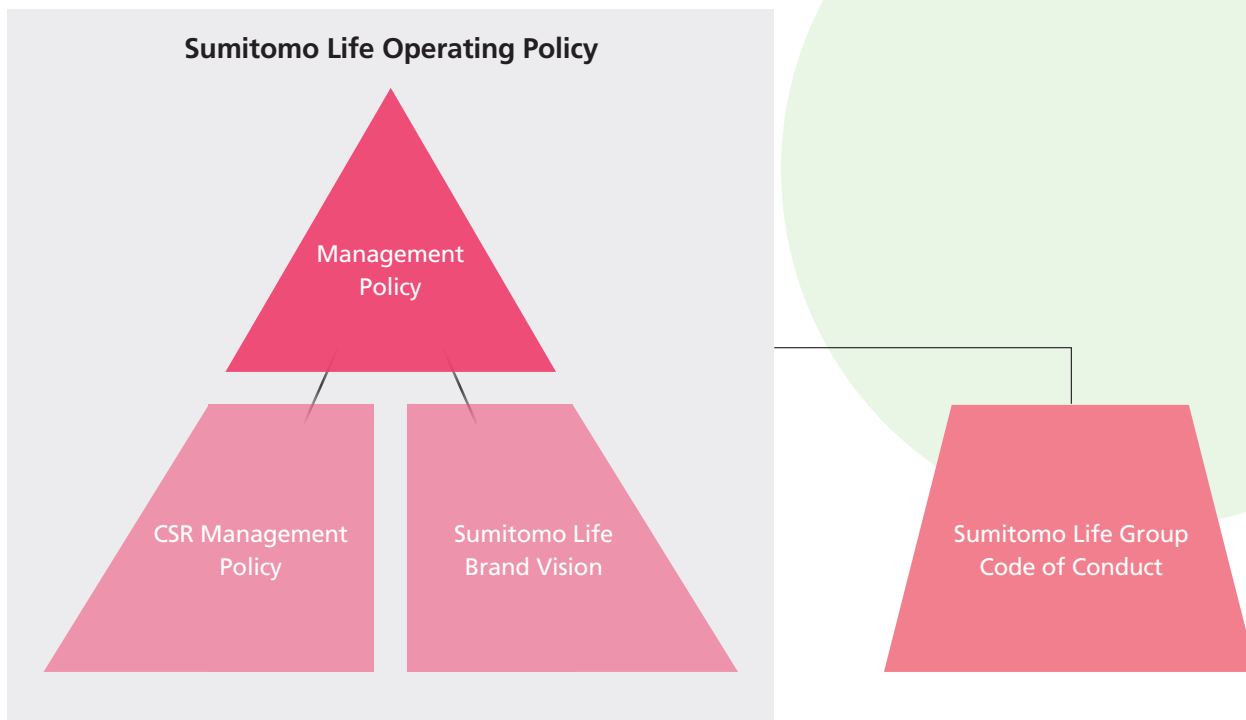 Sumitomo Life Operating Policy
Management
Policy
CSR Management
Policy
Sumitomo Life
Brand Vision
Sumitomo Life Group
Code of Conduct